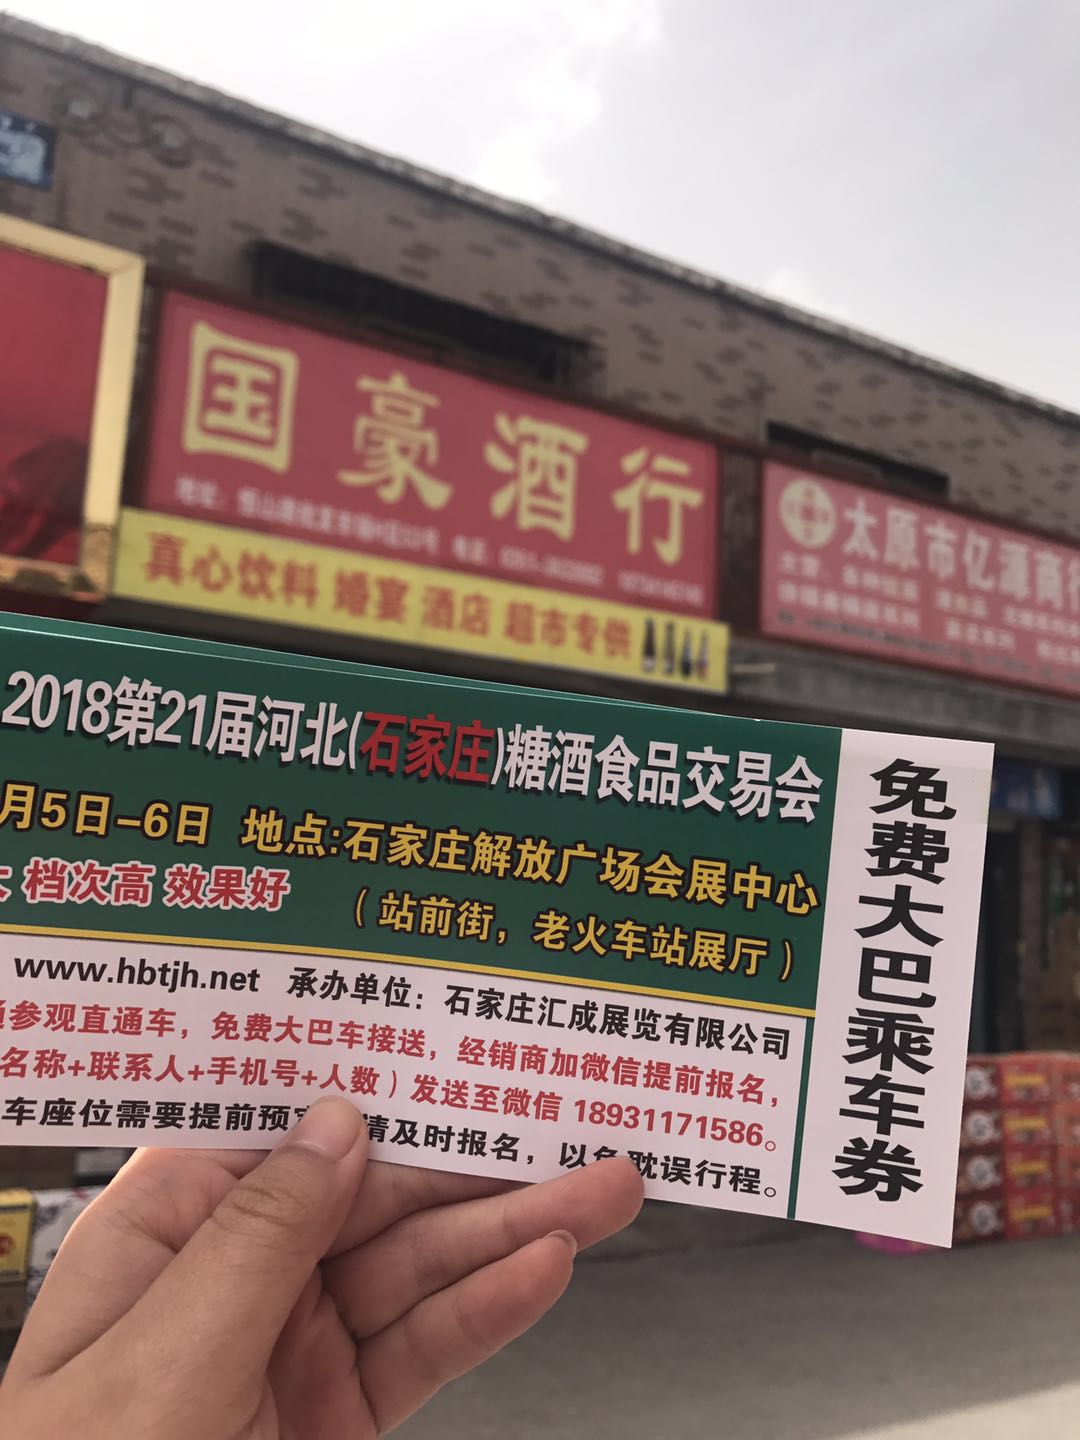 国豪酒行
真心饮料 婚宴 酒店 超市专供
太原市亿源商行
2018第21届河北(石家庄)糖酒食品交易会
月5日-6日 地点:石家庄解放广场会展中心
档次高 效果好 (站前街，老火车站展厅)
www.hbtjh.net 承办单位：石家庄汇成展览有限公司
参观直通车，免费大巴车接送，经销商加微信提前报名，
名称+联系人+手机号+人数)发送至微信 18931171586。
车座位需要提前预定 请及时报名，以免耽误行程。
免费大巴乘车券